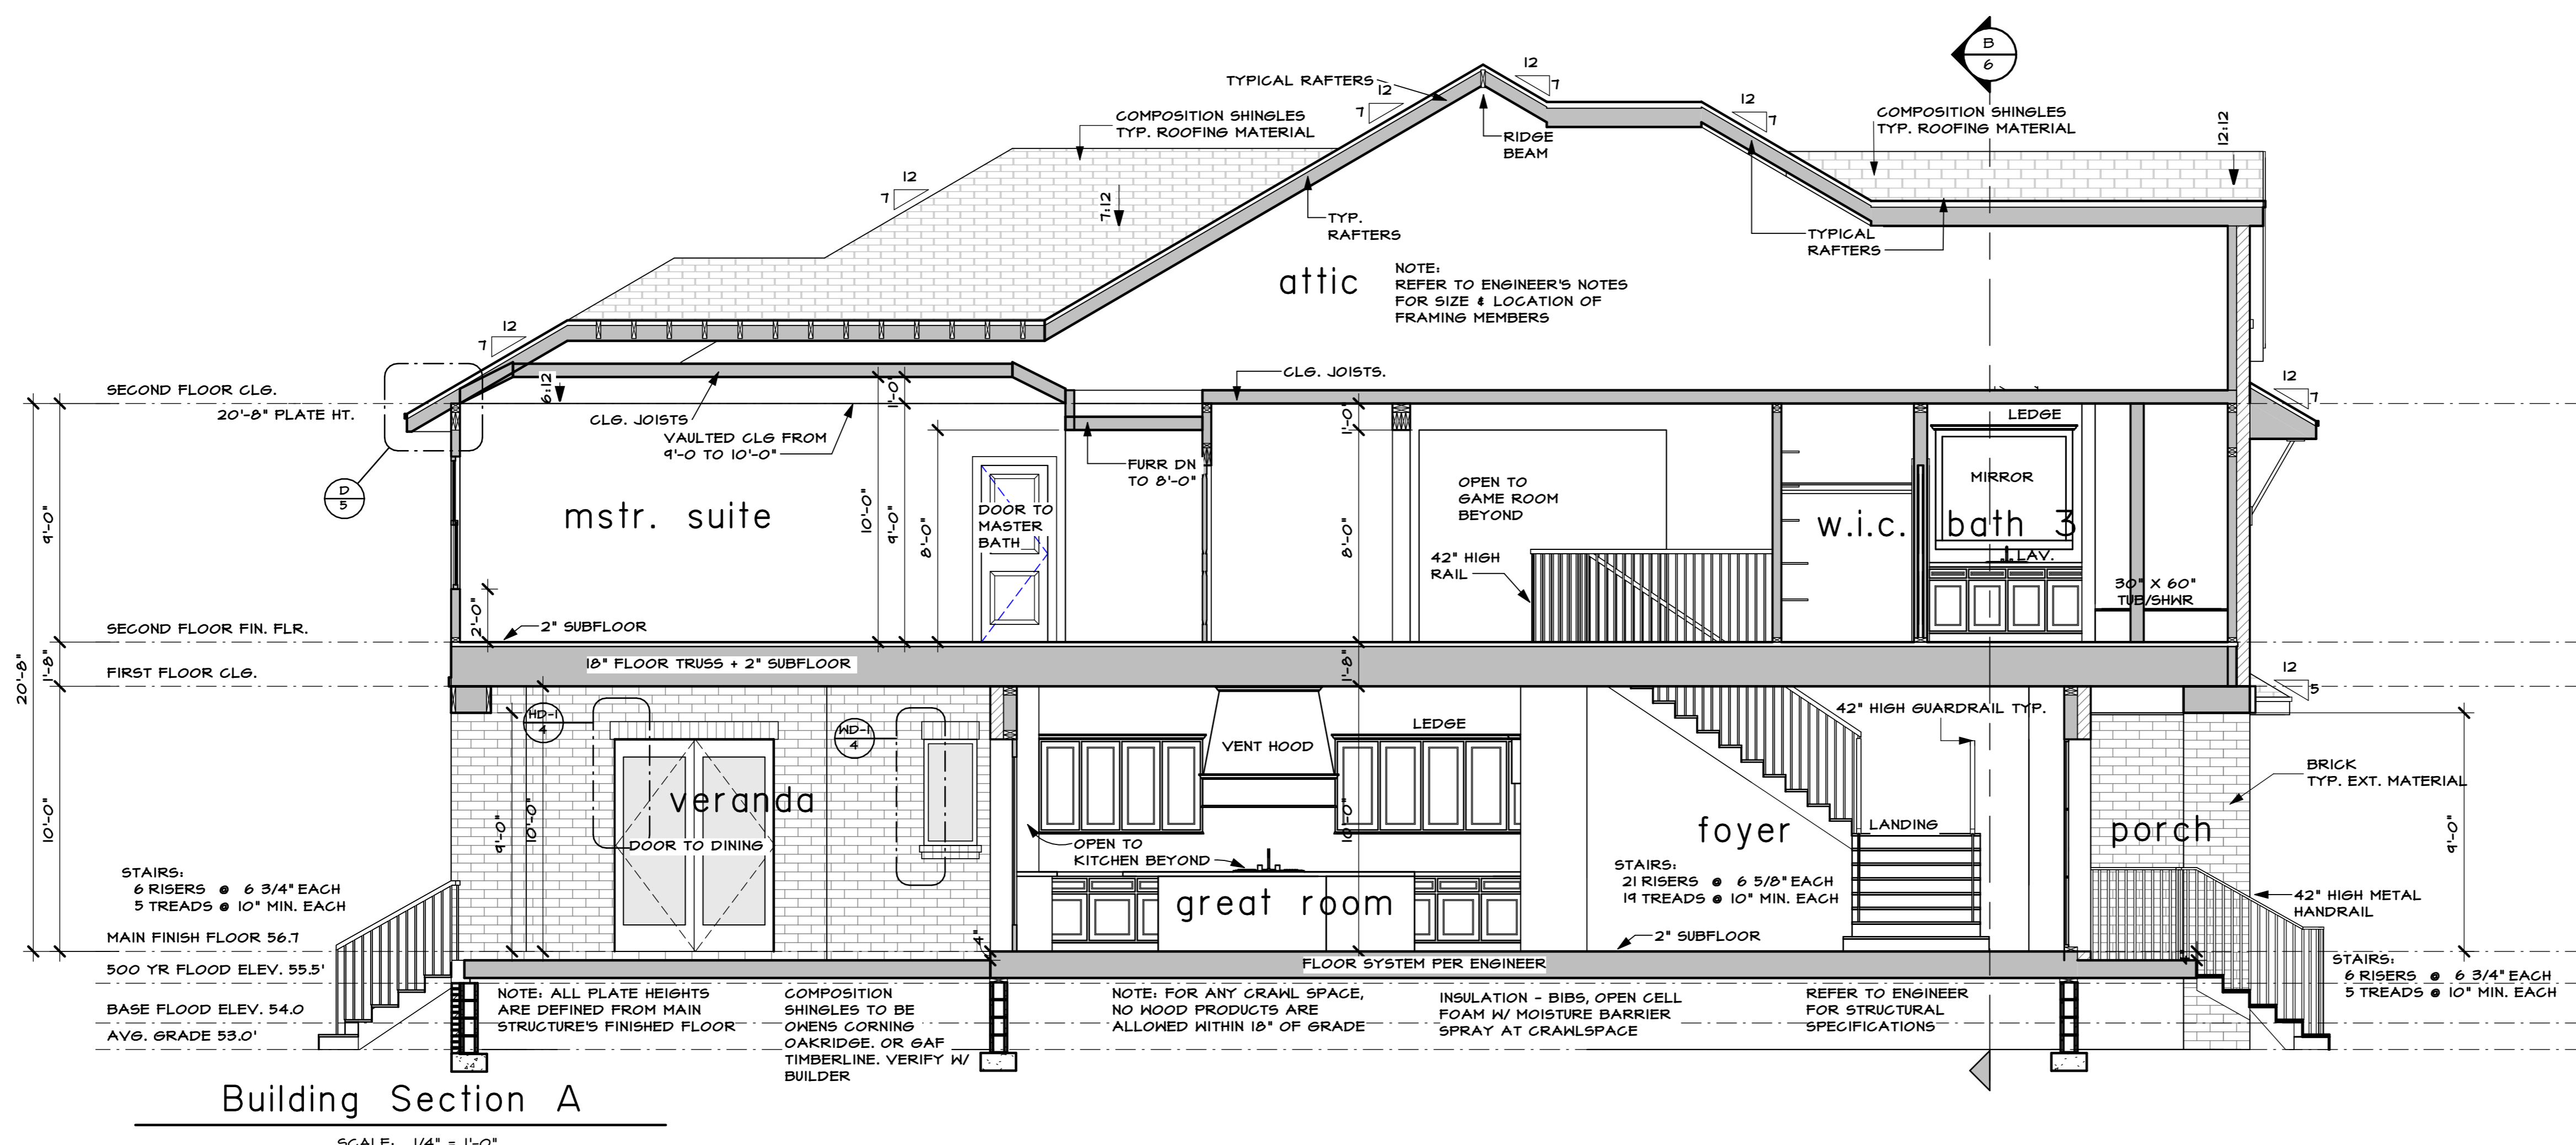 B
6
12
TYPICAL RAFTERS
12
7
7
12
7
COMPOSITION SHINGLES
TYP. ROOFING MATERIAL
COMPOSITION SHINGLES
TYP. ROOFING MATERIAL
RIDGE
BEAM
12:12
12
7
7:12
TYP.
RAFTERS
TYPICAL
RAFTERS
attic
NOTE:
REFER TO ENGINEER'S NOTES
FOR SIZE & LOCATION OF
FRAMING MEMBERS
12
7
SECOND FLOOR CLG.
20'-8" PLATE HT.
6:12
CLG. JOISTS
VAULTED CLG FROM
9'-0 TO 10'-0"
1'-0"
CLG. JOISTS.
1'-0"
12
7
LEDGE
FURR DN
TO 8'-0"
D
5
9'-0"
mstr. suite
10'-0"
9'-0"
8'-0"
DOOR TO
MASTER
BATH
8'-0"
OPEN TO
GAME ROOM
BEYOND
MIRROR
w.i.c.
bath 3
LAV.
42" HIGH
RAIL
30" X 60"
TUB/SHWR
2'-0"
SECOND FLOOR FIN. FLR.
2" SUBFLOOR
20'-8"
1'-8"
FIRST FLOOR CLG.
18" FLOOR TRUSS + 2" SUBFLOOR
1'-8"
12
5
HD-1
4
WD-1
4
VENT HOOD
LEDGE
42" HIGH GUARDRAIL TYP.
BRICK
TYP. EXT. MATERIAL
10'-0"
9'-0"
10'-0"
veranda
DOOR TO DINING
OPEN TO
KITCHEN BEYOND
10'-0"
foyer
LANDING
porch
9'-0"
STAIRS:
6 RISERS @ 6 3/4" EACH
5 TREADS @ 10" MIN. EACH
great room
STAIRS:
21 RISERS @ 6 5/8" EACH
19 TREADS @ 10" MIN. EACH
42" HIGH METAL
HANDRAIL
MAIN FINISH FLOOR 56.7
4"
2" SUBFLOOR
500 YR FLOOD ELEV. 55.5'
FLOOR SYSTEM PER ENGINEER
STAIRS:
6 RISERS @ 6 3/4" EACH
5 TREADS @ 10" MIN. EACH
BASE FLOOD ELEV. 54.0
AVG. GRADE 53.0'
NOTE: ALL PLATE HEIGHTS
ARE DEFINED FROM MAIN
STRUCTURE'S FINISHED FLOOR
COMPOSITION
SHINGLES TO BE
OWENS CORNING
OAKRIDGE. OR GAF
TIMBERLINE. VERIFY W/
BUILDER
NOTE: FOR ANY CRAWL SPACE,
NO WOOD PRODUCTS ARE
ALLOWED WITHIN 18" OF GRADE
INSULATION - BIBS, OPEN CELL
FOAM W/ MOISTURE BARRIER
SPRAY AT CRAWLSPACE
REFER TO ENGINEER
FOR STRUCTURAL
SPECIFICATIONS
Building Section A
SCALE: 1/4" = 1'-0"